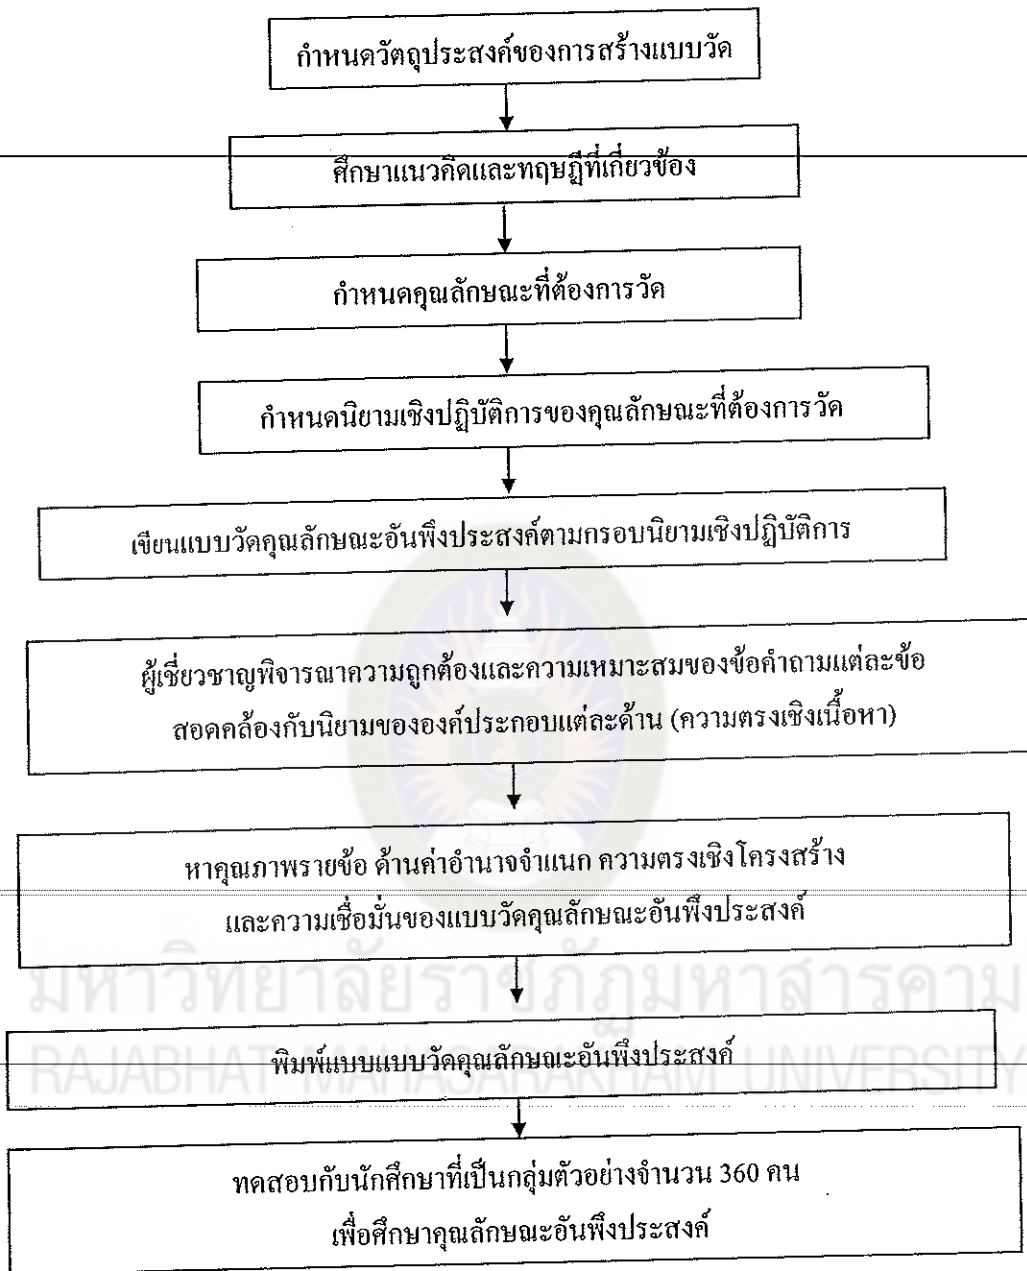 กำหนดวัตถุประสงค์ของการสร้างแบบวัด
ศึกษาแนวคิดและทฤษฎีที่เกี่ยวข้อง
กำหนดคุณลักษณะที่ต้องการวัด
กำหนดนิยามเชิงปฏิบัติการของคุณลักษณะที่ต้องการวัด
เขียนแบบวัดคุณลักษณะอันพึงประสงค์ตามกรอบนิยามเชิงปฏิบัติการ
ผู้เชี่ยวชาญพิจารณาความถูกต้องและความเหมาะสมของข้อคำถามแต่ละข้อ
สอดคล้องกับนิยามขององค์ประกอบแต่ละด้าน (ความตรงเชิงเนื้อหา)
หาคุณภาพรายข้อ ด้านค่าอำนาจจำแนก ความตรงเชิงโครงสร้าง
และความเชื่อมั่นของแบบวัดคุณลักษณะอันพึงประสงค์
มหาวิทยาลัยราชภัฏมหาสารคาม
พิมพ์แบบแบบวัดคุณลักษณะอันพึงประสงค์
RAJABHAT MAHASARAKHAM UNIVERSITY
ทดสอบกับนักศึกษาที่เป็นกลุ่มตัวอย่างจำนวน 360 คน
เพื่อศึกษาคุณลักษณะอันพึงประสงค์